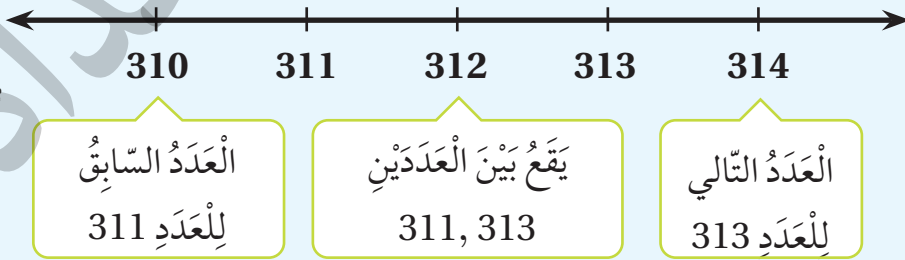 310 311 312 313 314
الْعَدَدُ السّابِقُ
لِلْعَدَدِ 311
يَقَعُ بَيْنَ الْعَدَدَيْنِ
311, 313
الْعَدَدُ التّالي
لِلْعَدَدِ 313